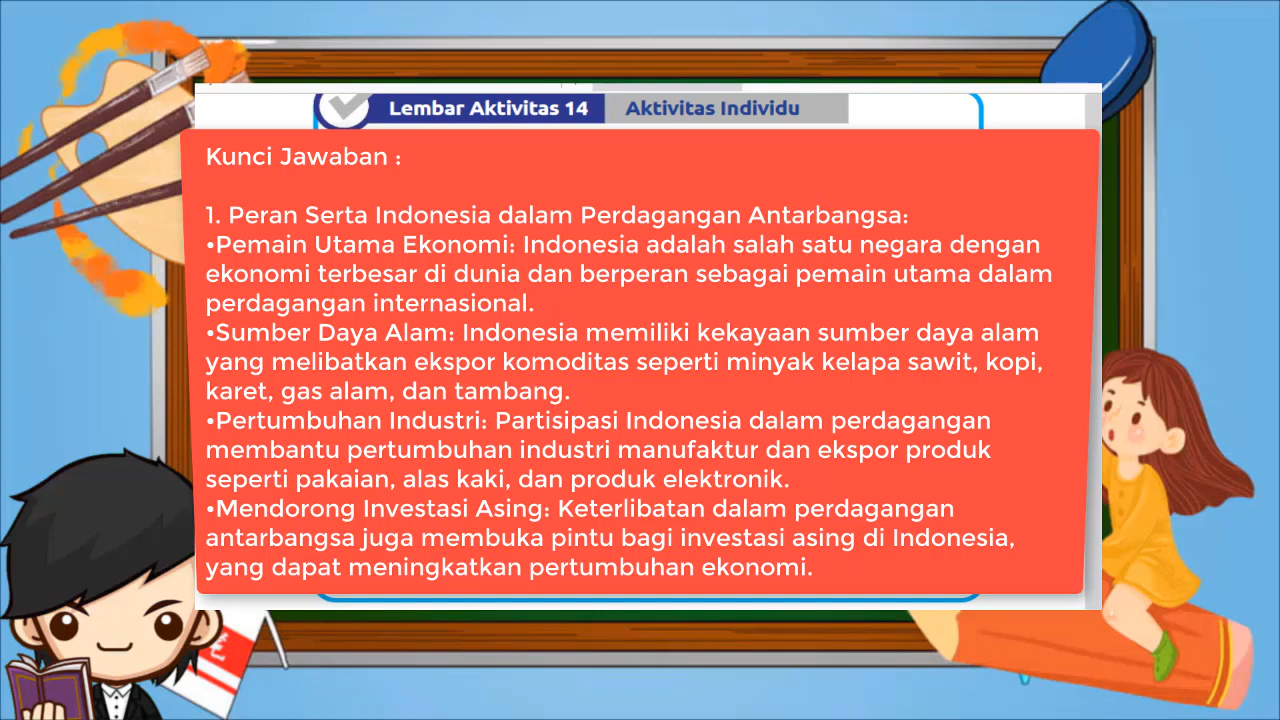 Lembar Aktivitas 14 Aktivitas Individu
Kunci Jawaban :
1. Peran Serta Indonesia dalam Perdagangan Antarbangsa:
•Pemain Utama Ekonomi: Indonesia adalah salah satu negara dengan
ekonomi terbesar di dunia dan berperan sebagai pemain utama dalam
perdagangan internasional.
•Sumber Daya Alam: Indonesia memiliki kekayaan sumber daya alam
yang melibatkan ekspor komoditas seperti minyak kelapa sawit, kopi,
karet, gas alam, dan tambang.
•Pertumbuhan Industri: Partisipasi Indonesia dalam perdagangan
membantu pertumbuhan industri manufaktur dan ekspor produk
seperti pakaian, alas kaki, dan produk elektronik.
•Mendorong Investasi Asing: Keterlibatan dalam perdagangan
antarbangsa juga membuka pintu bagi investasi asing di Indonesia,
yang dapat meningkatkan pertumbuhan ekonomi.